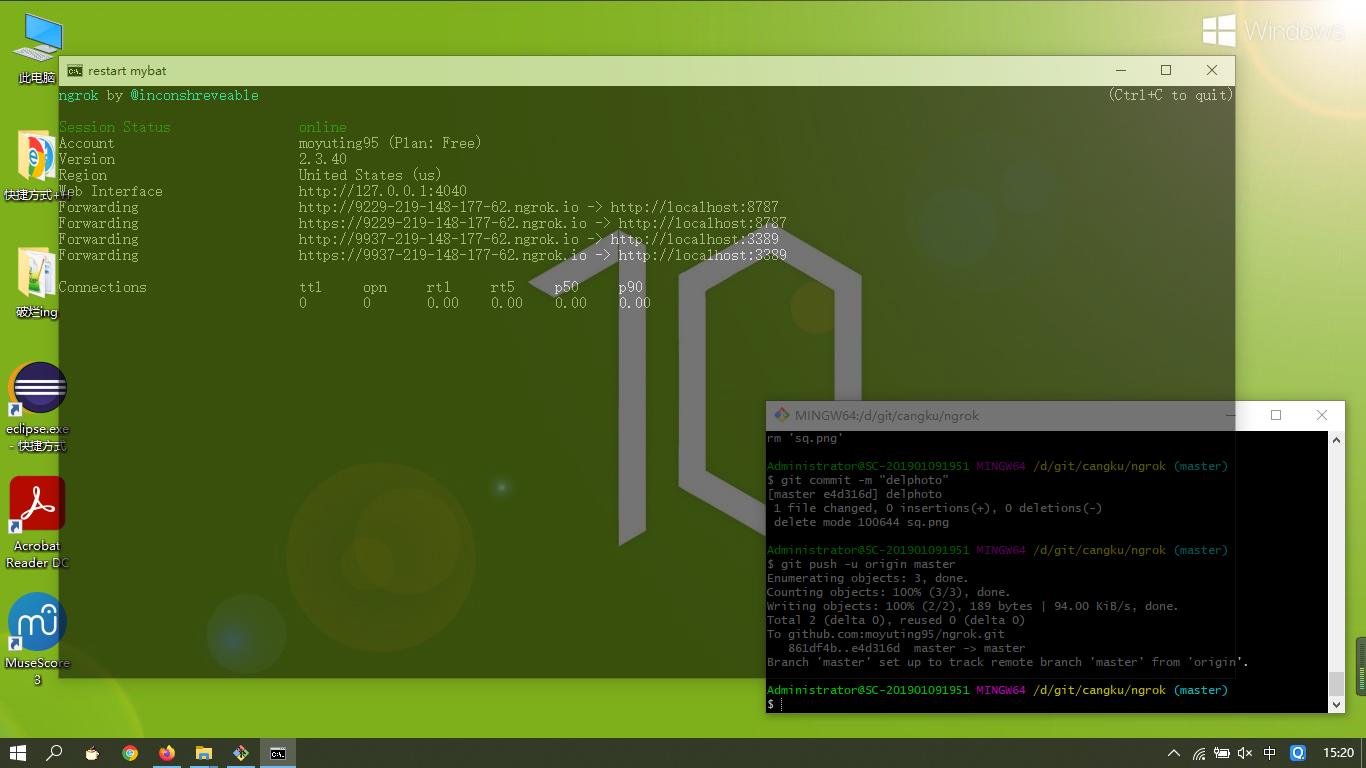 Windows
此电脑
快捷方式+
破烂ing
eclipse.exe
- 快捷方式
Acrobat
Reader DC
MuseScore
3
restart mybat
ngrok by @inconshreveable (Ctrl+C to quit)
Session Status online
Account moyuting95 (Plan: Free)
Version 2.3.40
Region United States (us)
Web Interface http://127.0.0.1:4040
Forwarding http://9229-219-148-177-62.ngrok.io -> http://localhost:8787
Forwarding https://9229-219-148-177-62.ngrok.io -> http://localhost:8787
Forwarding http://9937-219-148-177-62.ngrok.io -> http://localhost:3389
Forwarding https://9937-219-148-177-62.ngrok.io -> http://localhost:3389
Connections ttl opn rt1 rt5 p50 p90
0 0 0.00 0.00 0.00 0.00
10
MINGW64:/d/git/cangku/ngrok
rm 'sq.png'
Administrator@SC-201901091951 MINGW64 /d/git/cangku/ngrok (master)
$ git commit -m "delphoto"
[master e4d316d] delphoto
1 file changed, 0 insertions(+), 0 deletions(-)
delete mode 100644 sq.png
Administrator@SC-201901091951 MINGW64 /d/git/cangku/ngrok (master)
$ git push -u origin master
Enumerating objects: 3, done.
Counting objects: 100% (3/3), done.
Writing objects: 100% (2/2), 189 bytes | 94.00 KiB/s, done.
Total 2 (delta 0), reused 0 (delta 0)
To github.com:moyuting95/ngrok.git
861df4b..e4d316d master -> master
Branch 'master' set up to track remote branch 'master' from 'origin'.
Administrator@SC-201901091951 MINGW64 /d/git/cangku/ngrok (master)
$
中
15:20